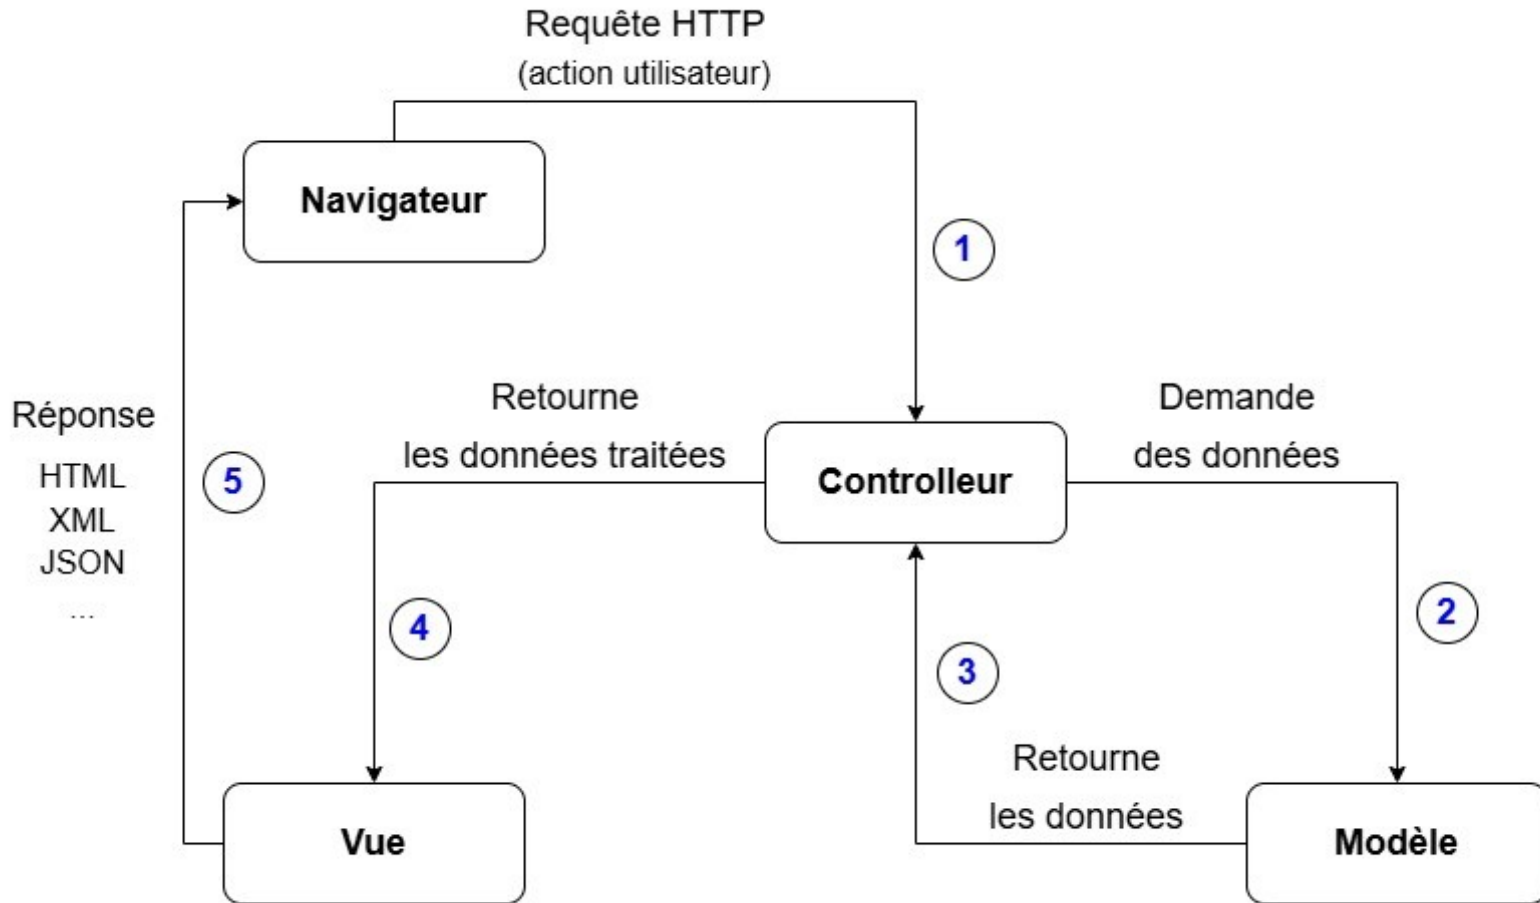 Requête HTTP
(action utilisateur)
Navigateur
1
Retourne
les données traitées
Demande
des données
Réponse
HTML
XML
JSON
...
5
Controlleur
4
2
3
Retourne
les données
Vue
Modèle